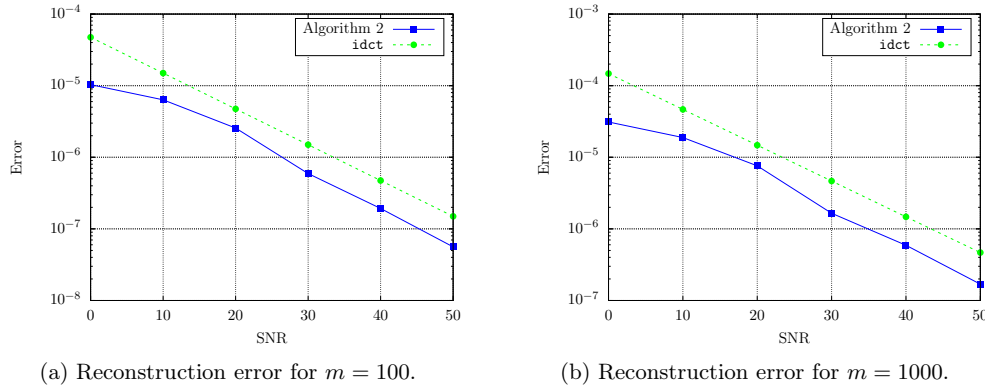 10⁻⁴
10⁻⁵
10⁻⁶
10⁻⁷
10⁻⁸
Error
0 10 20 30 40 50
SNR
Algorithm 2
idct
(a) Reconstruction error for m = 100.
10⁻³
10⁻⁴
10⁻⁵
10⁻⁶
10⁻⁷
Error
0 10 20 30 40 50
SNR
Algorithm 2
idct
(b) Reconstruction error for m = 1000.